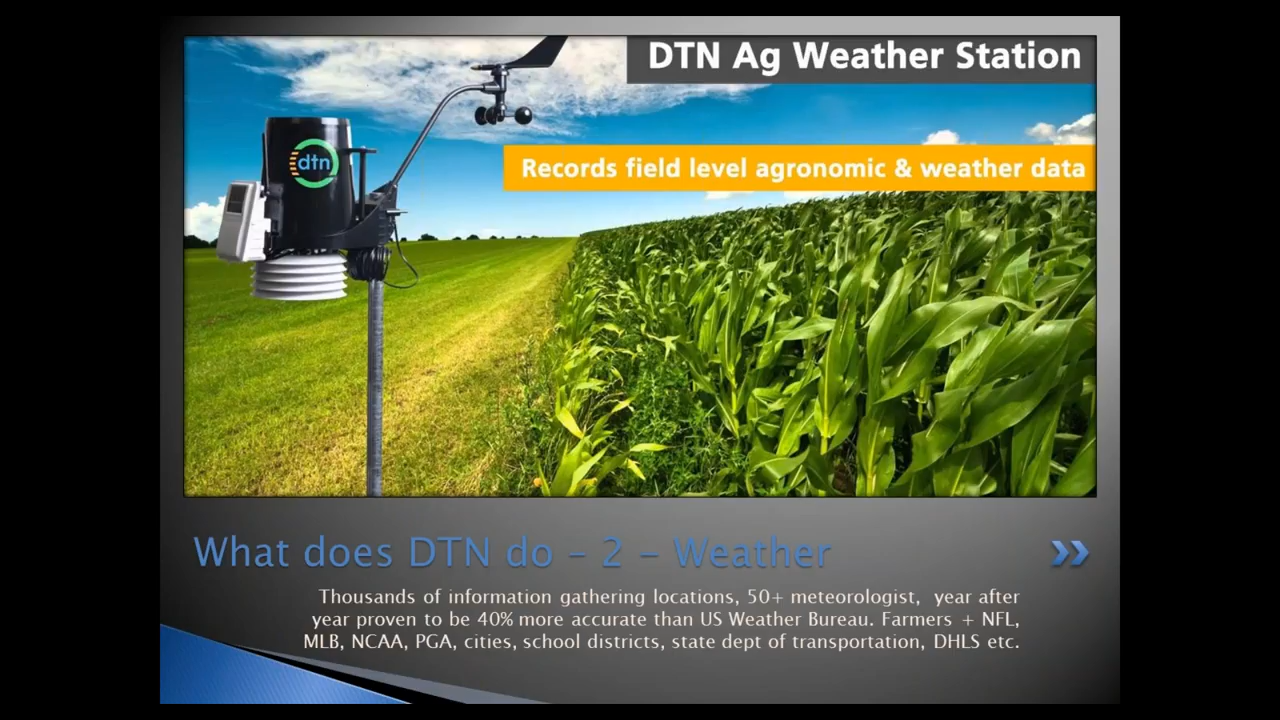 DTN Ag Weather Station
dtn
Records field level agronomic & weather data
What does DTN do – 2 – Weather
Thousands of information gathering locations, 50+ meteorologist, year after
year proven to be 40% more accurate than US Weather Bureau. Farmers + NFL,
MLB, NCAA, PGA, cities, school districts, state dept of transportation, DHLS etc.